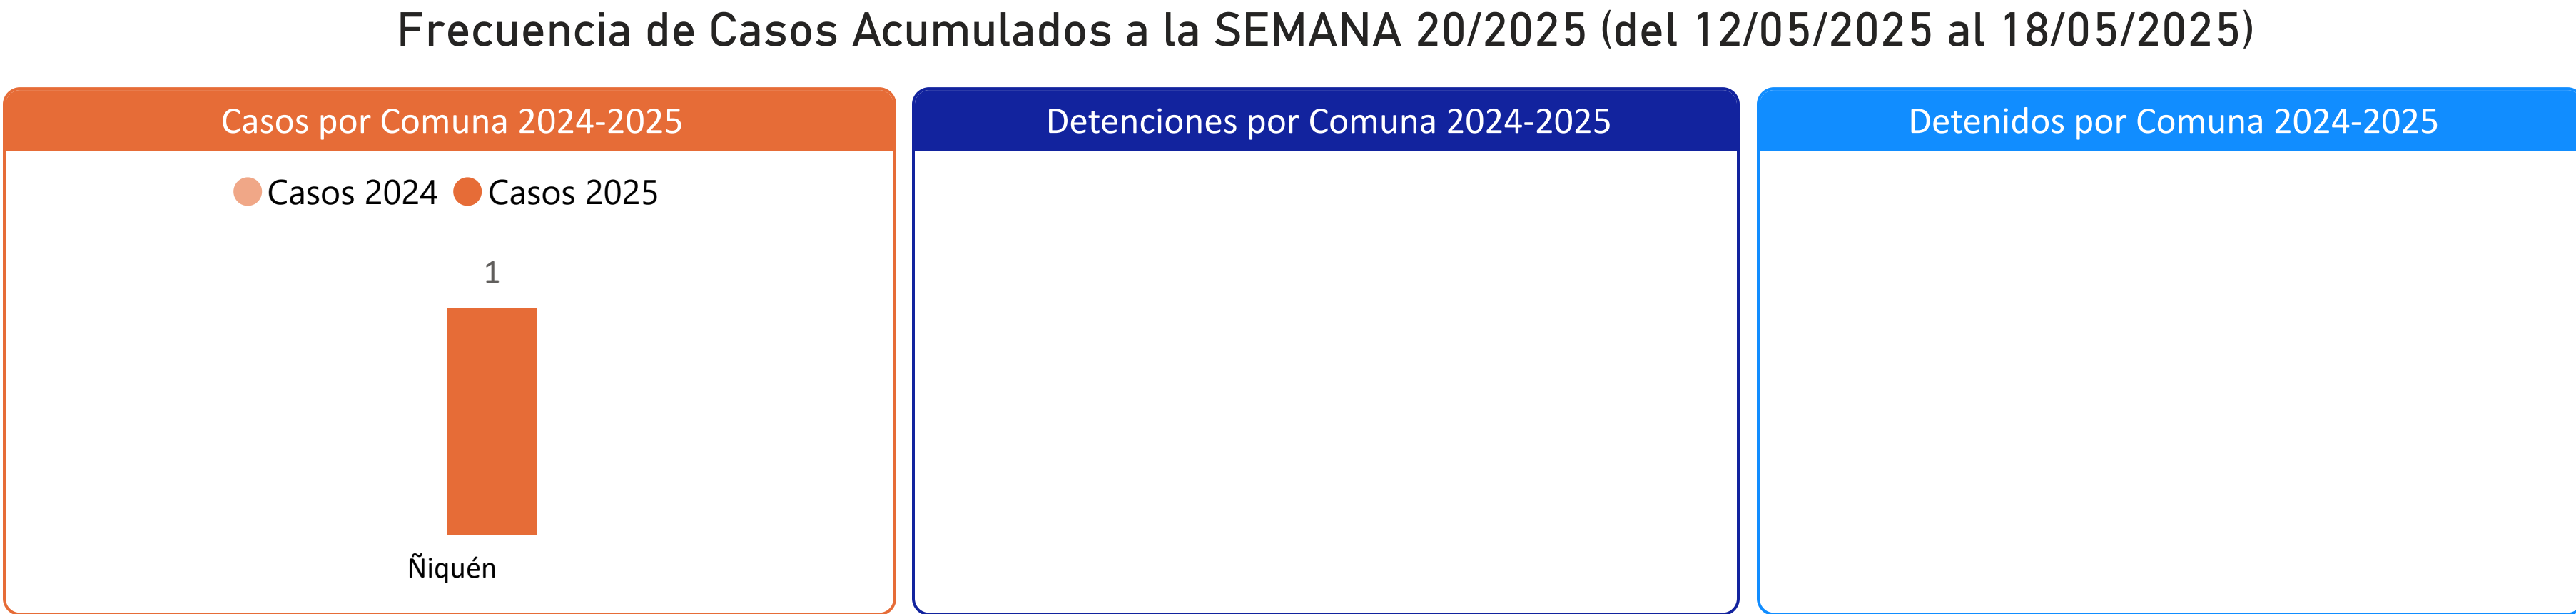 Frecuencia de Casos Acumulados a la SEMANA 20/2025 (del 12/05/2025 al 18/05/2025)
Casos por Comuna 2024-2025
Casos 2024 Casos 2025
1
Ñiquén
Detenciones por Comuna 2024-2025
Detenidos por Comuna 2024-2025